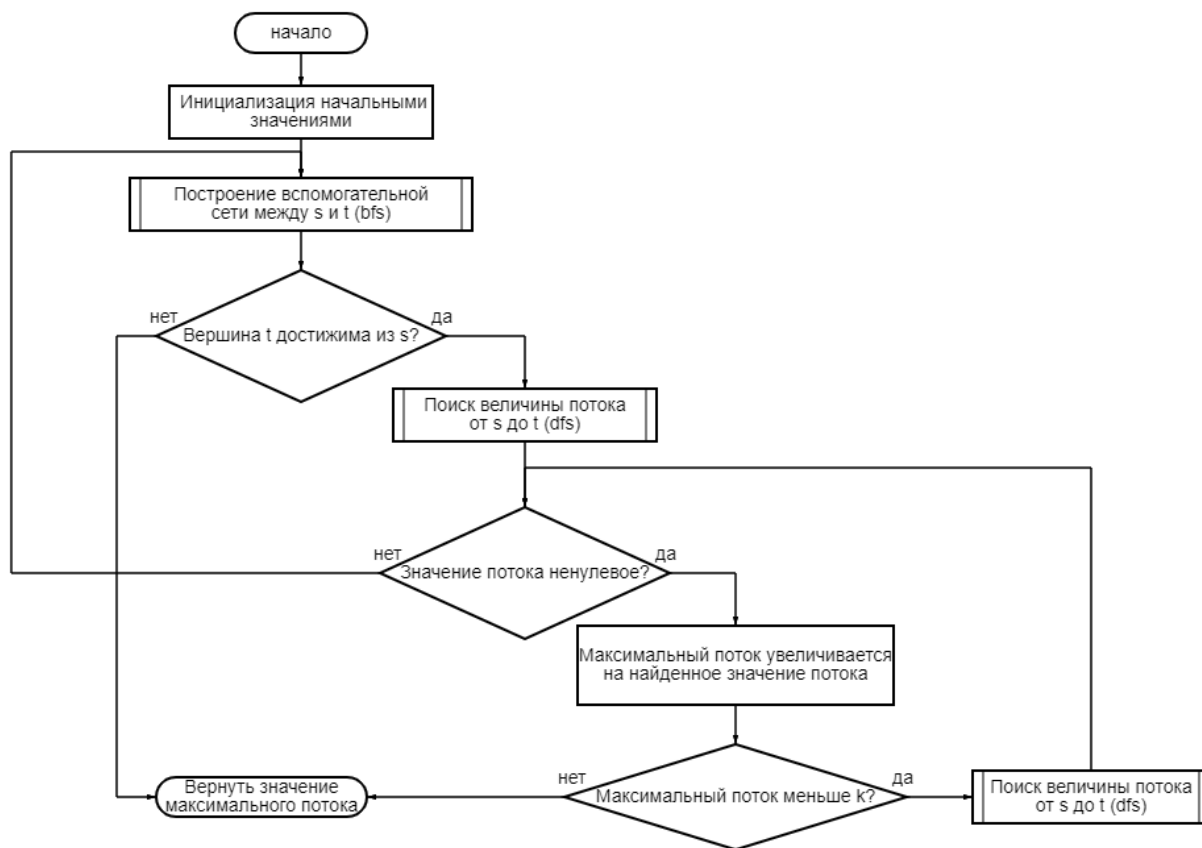 начало
Инициализация начальными
значениями
Построение вспомогательной
сети между s и t (bfs)
нет
да
Вершина t достижима из s?
Поиск величины потока
от s до t (dfs)
нет
да
Значение потока ненулевое?
Максимальный поток увеличивается
на найденное значение потока
Вернуть значение
максимального потока
нет
Максимальный поток меньше k?
да
Поиск величины потока
от s до t (dfs)